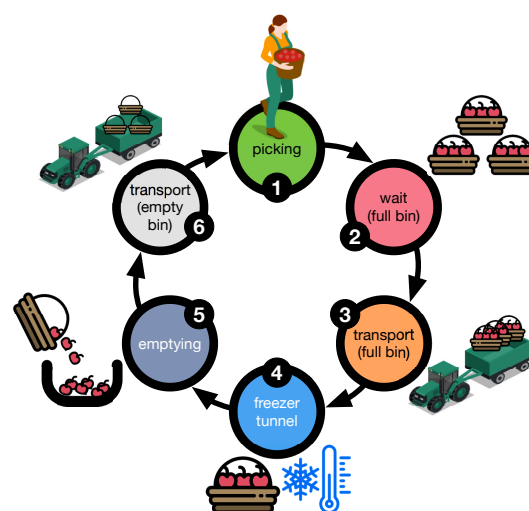 picking
1
wait
(full bin)
2
3
transport
(full bin)
4
freezer
tunnel
5
emptying
transport
(empty
bin)
6